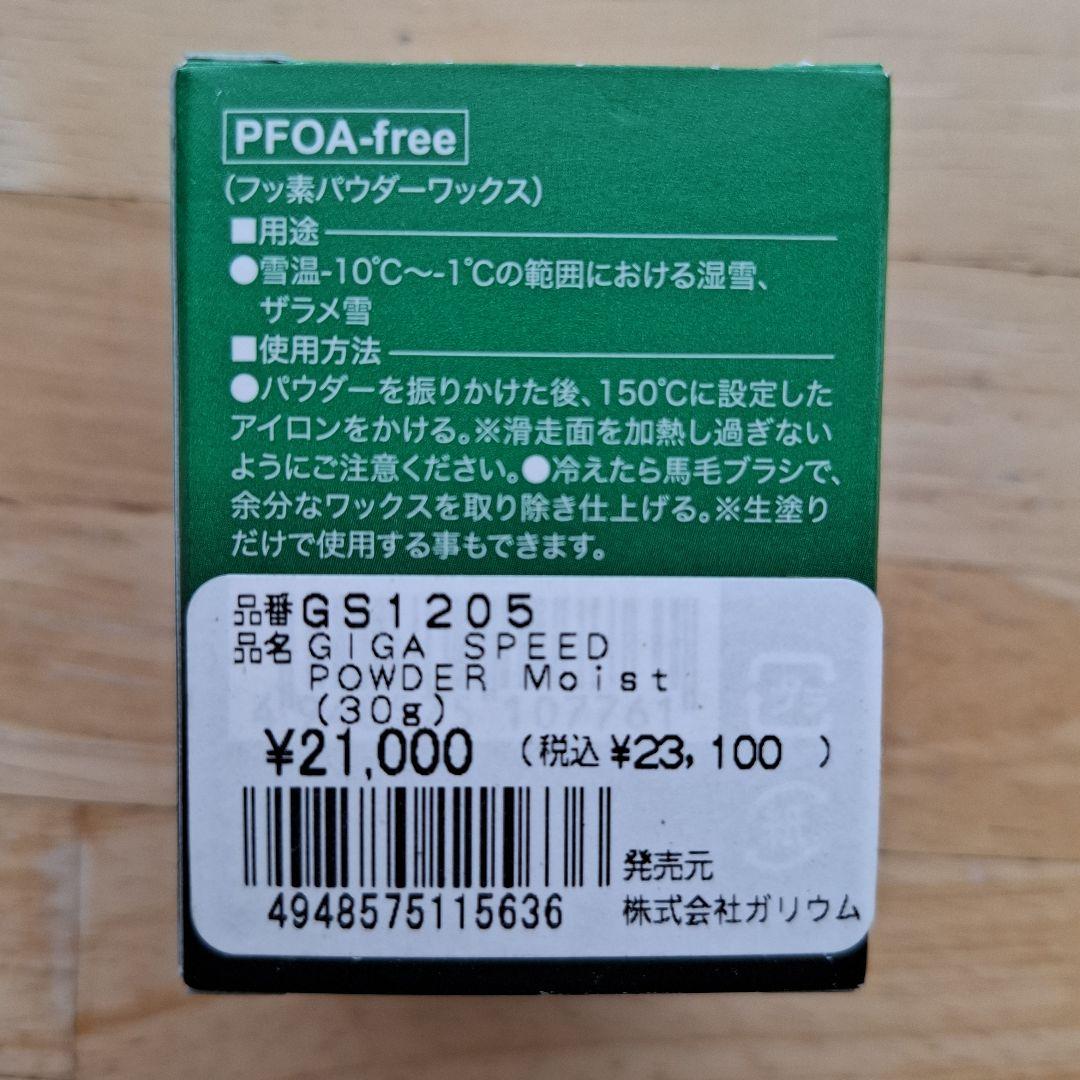 PFOA-free
(フッ素パウダーワックス)
■用途
●雪温-10℃〜-1℃の範囲における湿雪、
ザラメ雪
■使用方法
●パウダーを振りかけた後、150℃に設定した
アイロンをかける。※滑走面を加熱し過ぎない
ようにご注意ください。●冷えたら馬毛ブラシで、
余分なワックスを取り除き仕上げる。※生塗り
だけで使用する事もできます。
品番GS1205
品名 GIGA SPEED
POWDER Moist
(30g)
¥21,000 (税込 ¥23,100 )
4948575115636
発売元
株式会社ガリウム